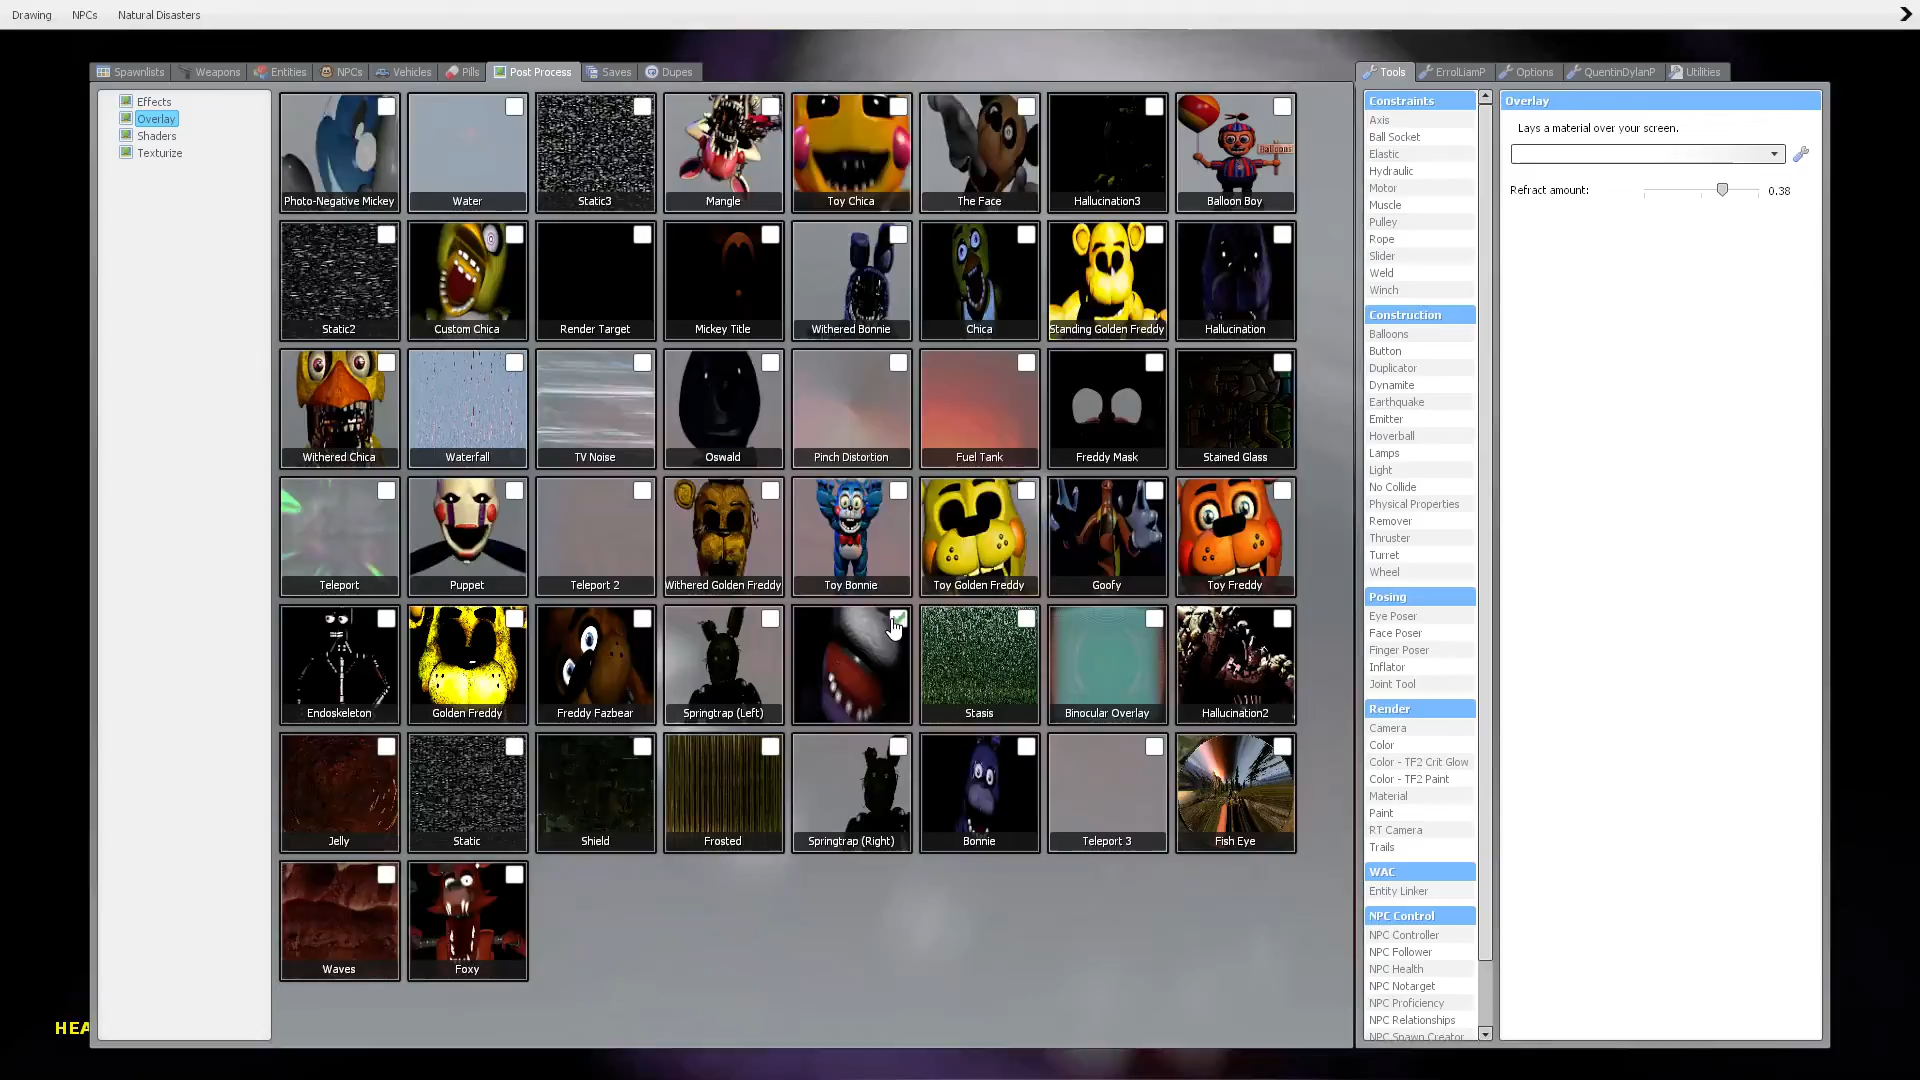 Drawing NPCs Natural Disasters
Spawnlists Weapons Entities NPCs Vehicles Pills Post Process Saves Dupes
Tools ErrolLiamP Options QuentinDylanP Utilities
Effects
Overlay
Shaders
Texturize
Photo-Negative Mickey Water Static3 Mangle Toy Chica The Face Hallucination3 Balloon Boy
Balloons
Static2 Custom Chica Render Target Mickey Title Withered Bonnie Chica Standing Golden Freddy Hallucination
Withered Chica Waterfall TV Noise Oswald Pinch Distortion Fuel Tank Freddy Mask Stained Glass
Teleport Puppet Teleport 2 Withered Golden Freddy Toy Bonnie Toy Golden Freddy Goofy Toy Freddy
Endoskeleton Golden Freddy Freddy Fazbear Springtrap (Left) Stasis Binocular Overlay Hallucination2
Jelly Static Shield Frosted Springtrap (Right) Bonnie Teleport 3 Fish Eye
Waves Foxy
HEA
Constraints
Axis
Ball Socket
Elastic
Hydraulic
Motor
Muscle
Pulley
Rope
Slider
Weld
Winch
Construction
Balloons
Button
Duplicator
Dynamite
Earthquake
Emitter
Hoverball
Lamps
Light
No Collide
Physical Properties
Remover
Thruster
Turret
Wheel
Posing
Eye Poser
Face Poser
Finger Poser
Inflator
Joint Tool
Render
Camera
Color
Color - TF2 Crit Glow
Color - TF2 Paint
Material
Paint
RT Camera
Trails
WAC
Entity Linker
NPC Control
NPC Controller
NPC Follower
NPC Health
NPC Notarget
NPC Proficiency
NPC Relationships
NPC Spawn Creator
Overlay
Lays a material over your screen.
Refract amount: 0.38